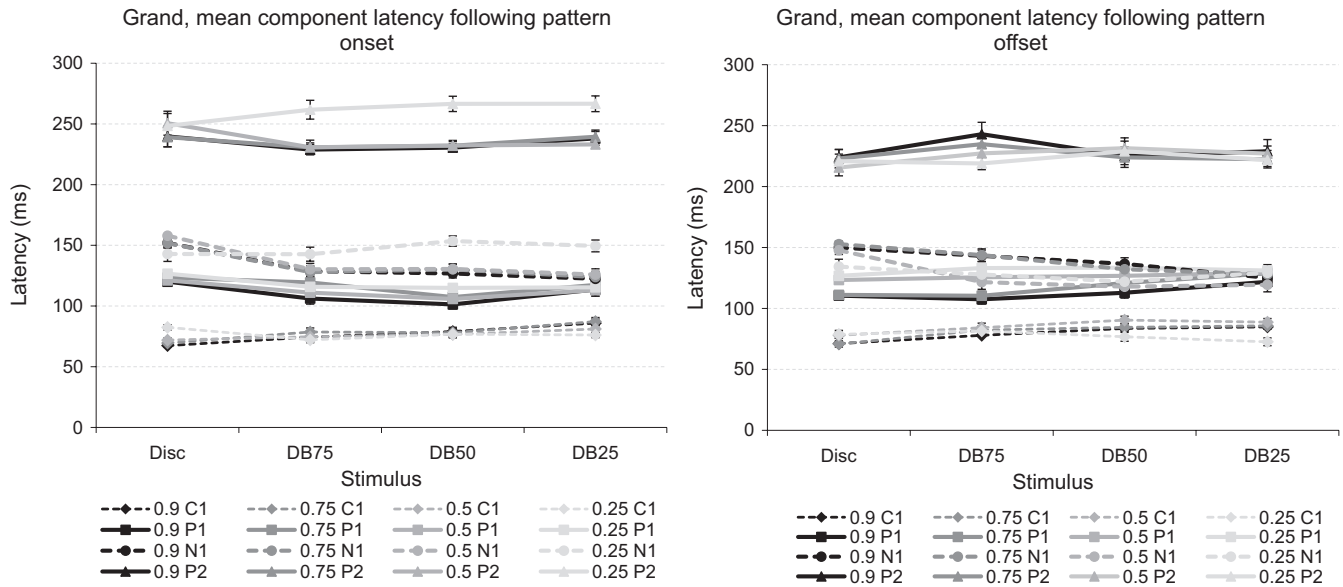 Grand, mean component latency following pattern
onset
300
250
200
150
100
50
0
Latency (ms)
Disc DB75 DB50 DB25
Stimulus
0.9 C1 0.75 C1 0.5 C1 0.25 C1
0.9 P1 0.75 P1 0.5 P1 0.25 P1
0.9 N1 0.75 N1 0.5 N1 0.25 N1
0.9 P2 0.75 P2 0.5 P2 0.25 P2
Grand, mean component latency following pattern
offset
300
250
200
150
100
50
0
Latency (ms)
Disc DB75 DB50 DB25
Stimulus
0.9 C1 0.75 C1 0.5 C1 0.25 C1
0.9 P1 0.75 P1 0.5 P1 0.25 P1
0.9 N1 0.75 N1 0.5 N1 0.25 N1
0.9 P2 0.75 P2 0.5 P2 0.25 P2